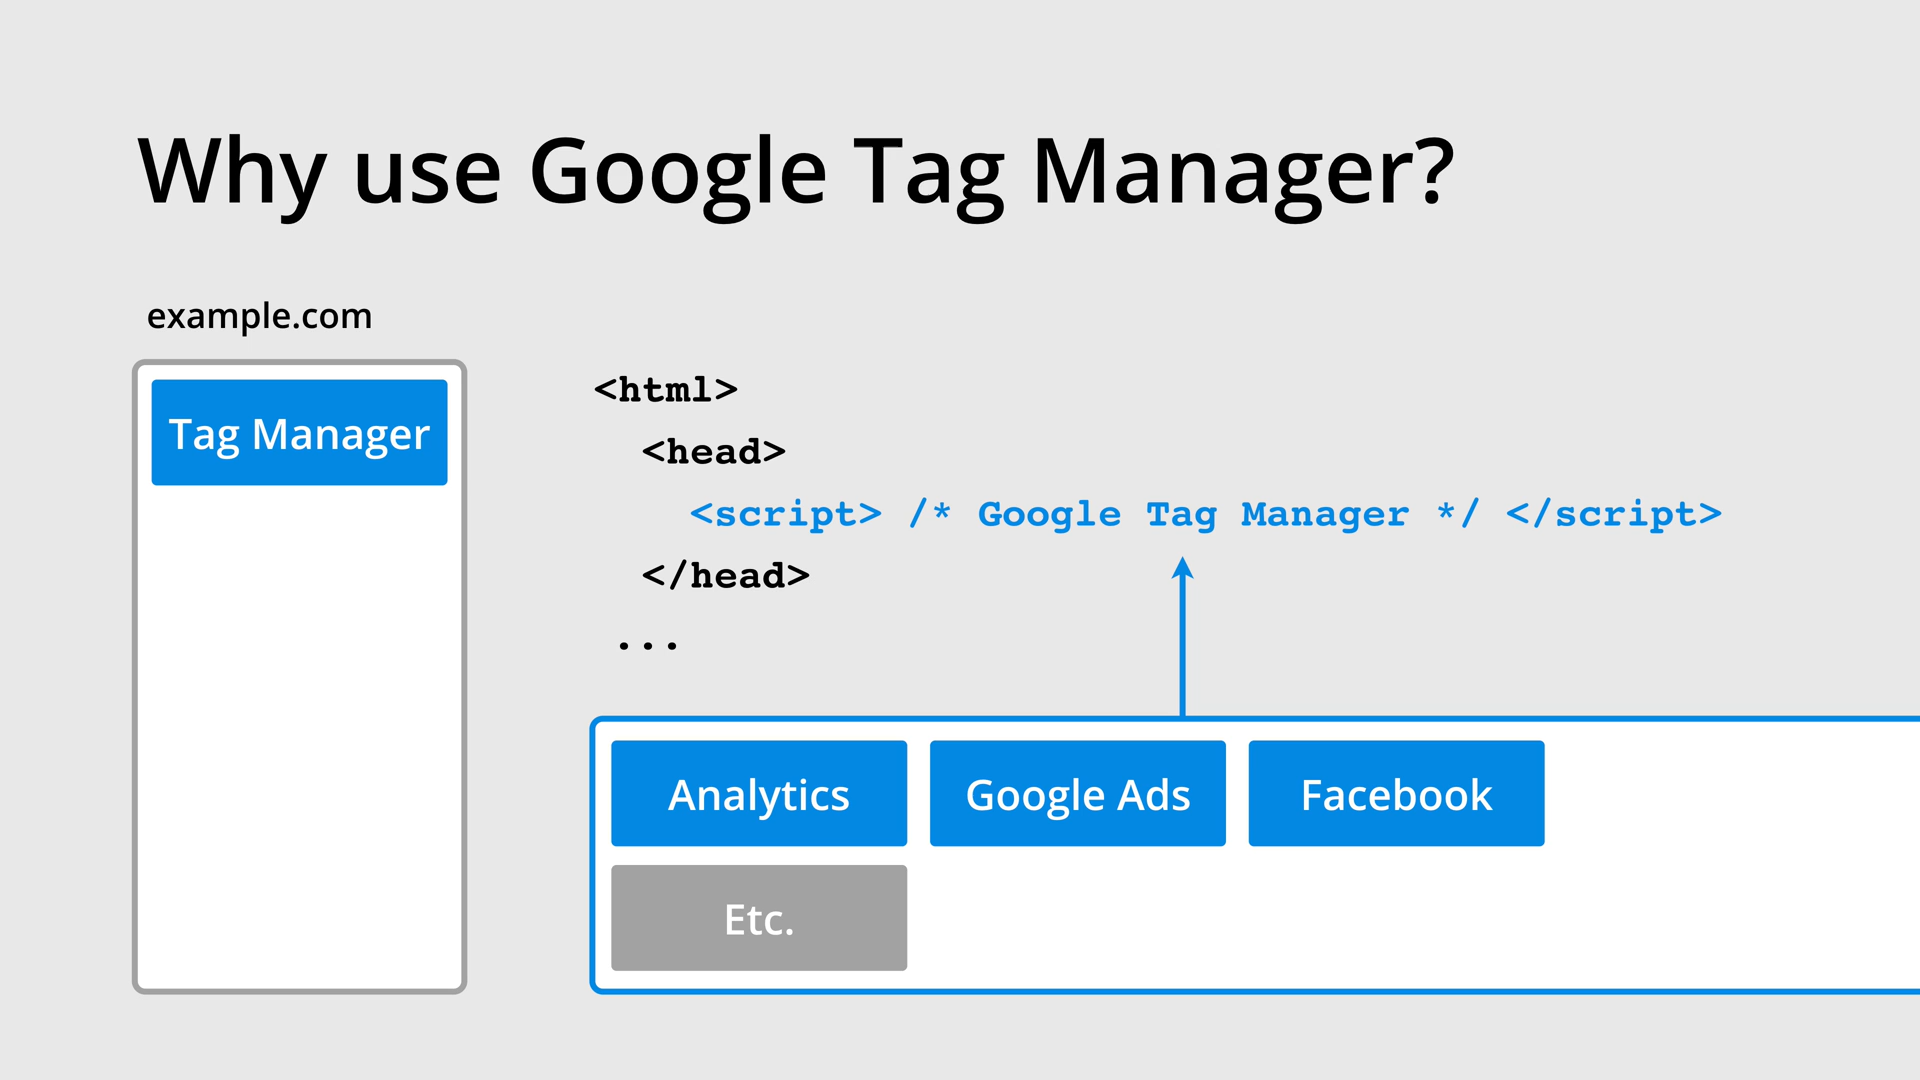 Why use Google Tag Manager?
example.com
Tag Manager
<html>
<head>
<script> /* Google Tag Manager */ </script>
</head>
...
Analytics
Google Ads
Facebook
Etc.